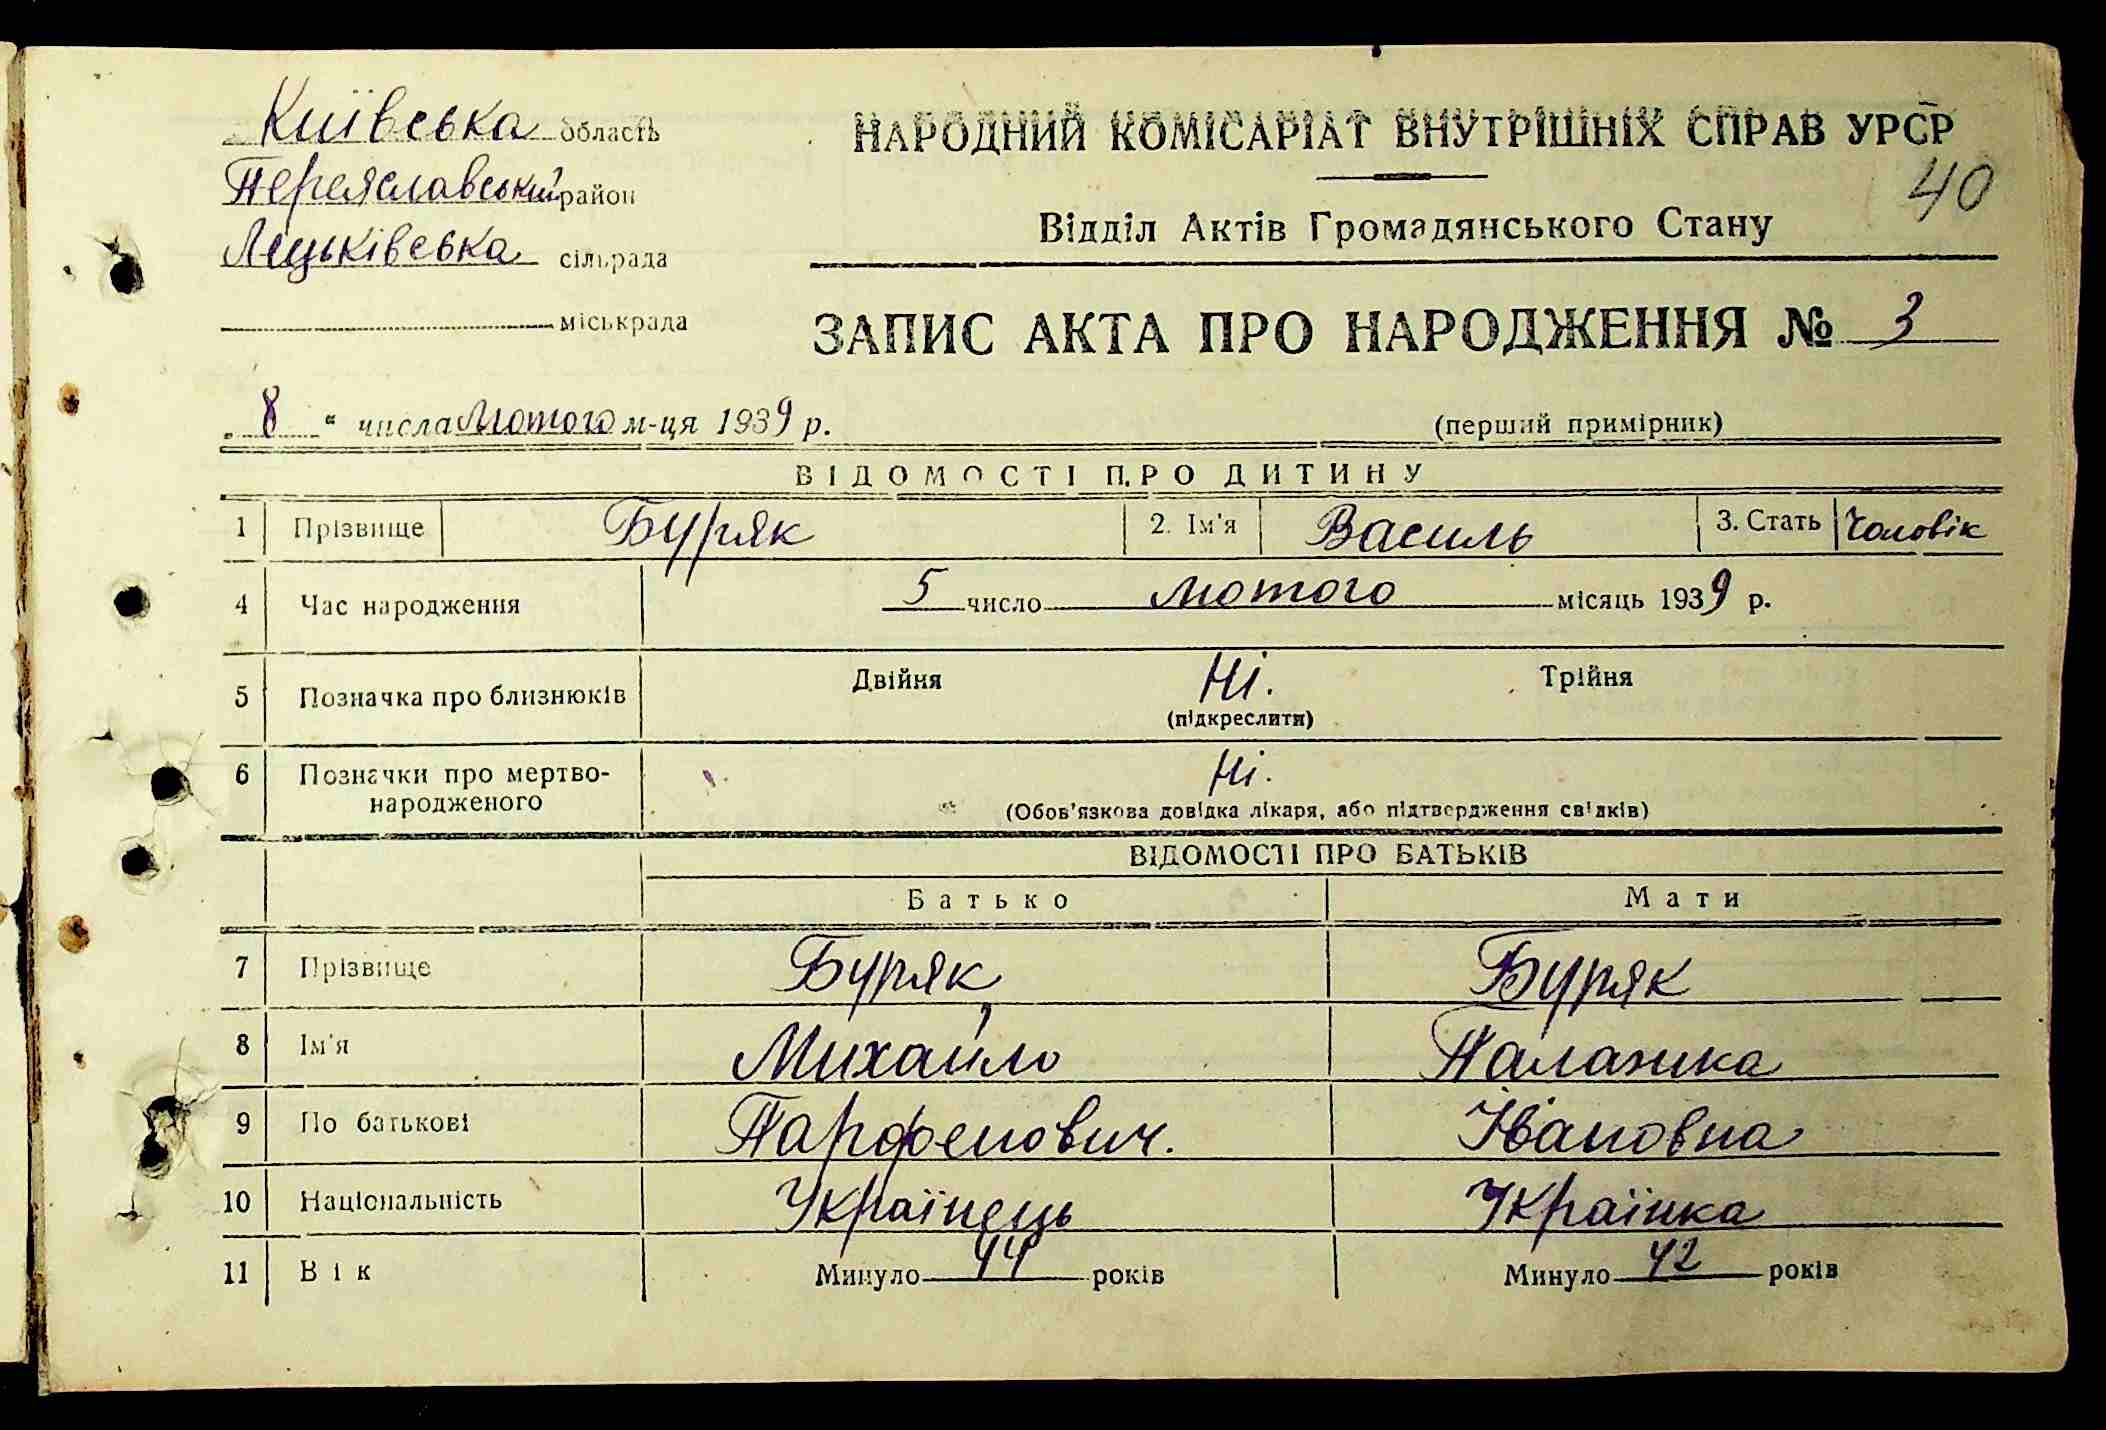 Київська область
Переяславський район
Лецьківська сільрада
міськрада
НАРОДНИЙ КОМІСАРІАТ ВНУТРІШНІХ СПРАВ УРСР
40
Відділ Актів Громадянського Стану
ЗАПИС АКТА ПРО НАРОДЖЕННЯ № 3
„ 8 “ числа Лютого м-ця 1939 р.
(перший примірник)
ВІДОМОСТІ ПРО ДИТИНУ
1 Прізвище Буряк 2. Ім'я Василь 3. Стать Чоловік
4 Час народження 5 число лютого місяць 1939 р.
5 Позначка про близнюків Двійня Ні. Трійня
(підкреслити)
6 Позначки про мертво-
народженого Ні.
(Обов'язкова довідка лікаря, або підтвердження свідків)
ВІДОМОСТІ ПРО БАТЬКІВ
Батько Мати
7 Прізвище Буряк Буряк
8 Ім'я Михайло Палажка
9 По батькові Парфенович. Івановна
10 Національність Українець Українка
11 Вік Минуло 44 років Минуло 42 років